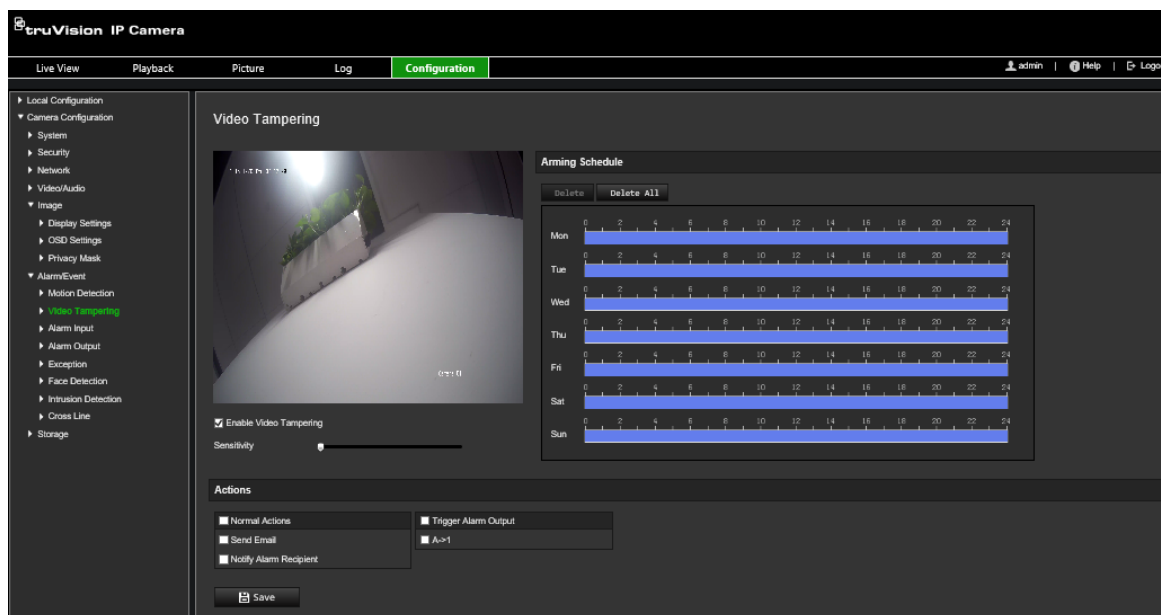 truVision IP Camera
Live View Playback Picture Log Configuration admin | Help | Logo
Local Configuration
Camera Configuration
System
Security
Network
Video/Audio
Image
Display Settings
OSD Settings
Privacy Mask
Alarm/Event
Motion Detection
Video Tampering
Alarm Input
Alarm Output
Exception
Face Detection
Intrusion Detection
Cross Line
Storage
Video Tampering
Enable Video Tampering
Sensitivity
Arming Schedule
Delete Delete All
0 2 4 6 8 10 12 14 16 18 20 22 24
Mon
0 2 4 6 8 10 12 14 16 18 20 22 24
Tue
0 2 4 6 8 10 12 14 16 18 20 22 24
Wed
0 2 4 6 8 10 12 14 16 18 20 22 24
Thu
0 2 4 6 8 10 12 14 16 18 20 22 24
Fri
0 2 4 6 8 10 12 14 16 18 20 22 24
Sat
0 2 4 6 8 10 12 14 16 18 20 22 24
Sun
Actions
Normal Actions Trigger Alarm Output
Send Email A->1
Notify Alarm Recipient
Save